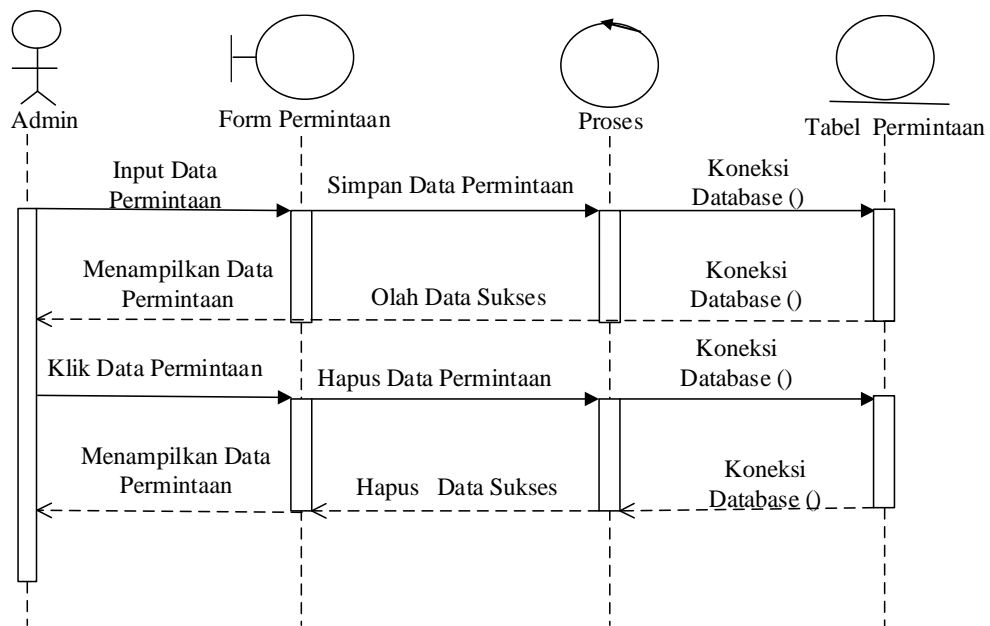 Admin
Form Permintaan
Proses
Tabel Permintaan
Input Data
Permintaan
Simpan Data Permintaan
Koneksi
Database ()
Menampilkan Data
Permintaan
Olah Data Sukses
Koneksi
Database ()
Klik Data Permintaan
Hapus Data Permintaan
Koneksi
Database ()
Menampilkan Data
Permintaan
Hapus Data Sukses
Koneksi
Database ()